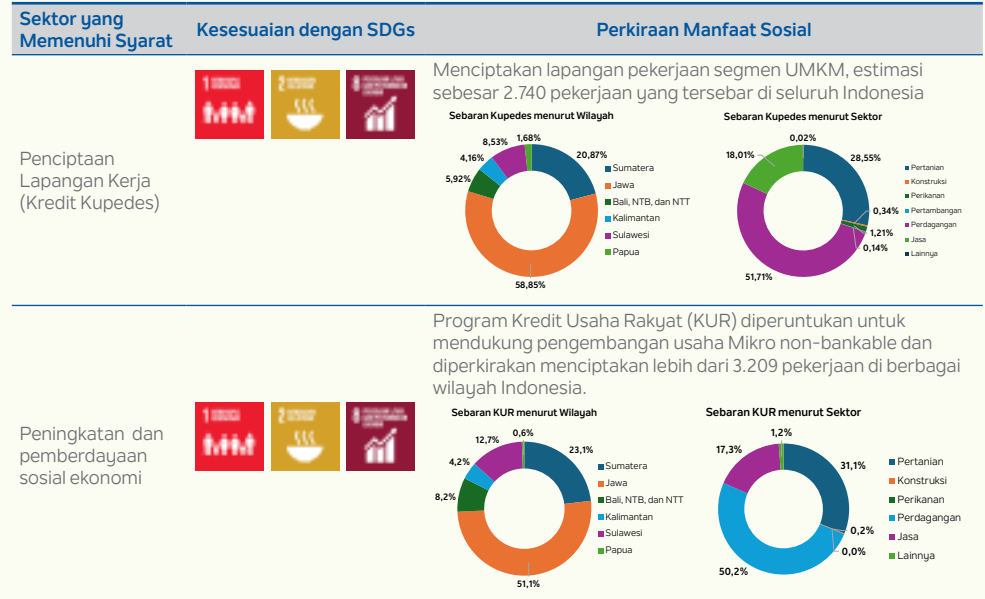 Sektor yang
Memenuhi Syarat
Kesesuaian dengan SDGs
Perkiraan Manfaat Sosial
Penciptaan
Lapangan Kerja
(Kredit Kupedes)
1
2
8
Menciptakan lapangan pekerjaan segmen UMKM, estimasi
sebesar 2.740 pekerjaan yang tersebar di seluruh Indonesia
Sebaran Kupedes menurut Wilayah
8,53%
1,68%
4,16%
20,87%
5,92%
58,85%
Sumatera
Jawa
Bali, NTB, dan NTT
Kalimantan
Sulawesi
Papua
Sebaran Kupedes menurut Sektor
0,02%
18,01%
28,55%
0,34%
1,21%
0,14%
51,71%
Pertanian
Konstruksi
Perikanan
Pertambangan
Perdagangan
Jasa
Lainnya
Peningkatan dan
pemberdayaan
sosial ekonomi
1
2
8
Program Kredit Usaha Rakyat (KUR) diperuntukan untuk
mendukung pengembangan usaha Mikro non-bankable dan
diperkirakan menciptakan lebih dari 3.209 pekerjaan di berbagai
wilayah Indonesia.
Sebaran KUR menurut Wilayah
0,6%
12,7%
23,1%
4,2%
8,2%
51,1%
Sumatera
Jawa
Bali, NTB, dan NTT
Kalimantan
Sulawesi
Papua
Sebaran KUR menurut Sektor
1,2%
17,3%
31,1%
0,2%
0,0%
50,2%
Pertanian
Konstruksi
Perikanan
Perdagangan
Jasa
Lainnya